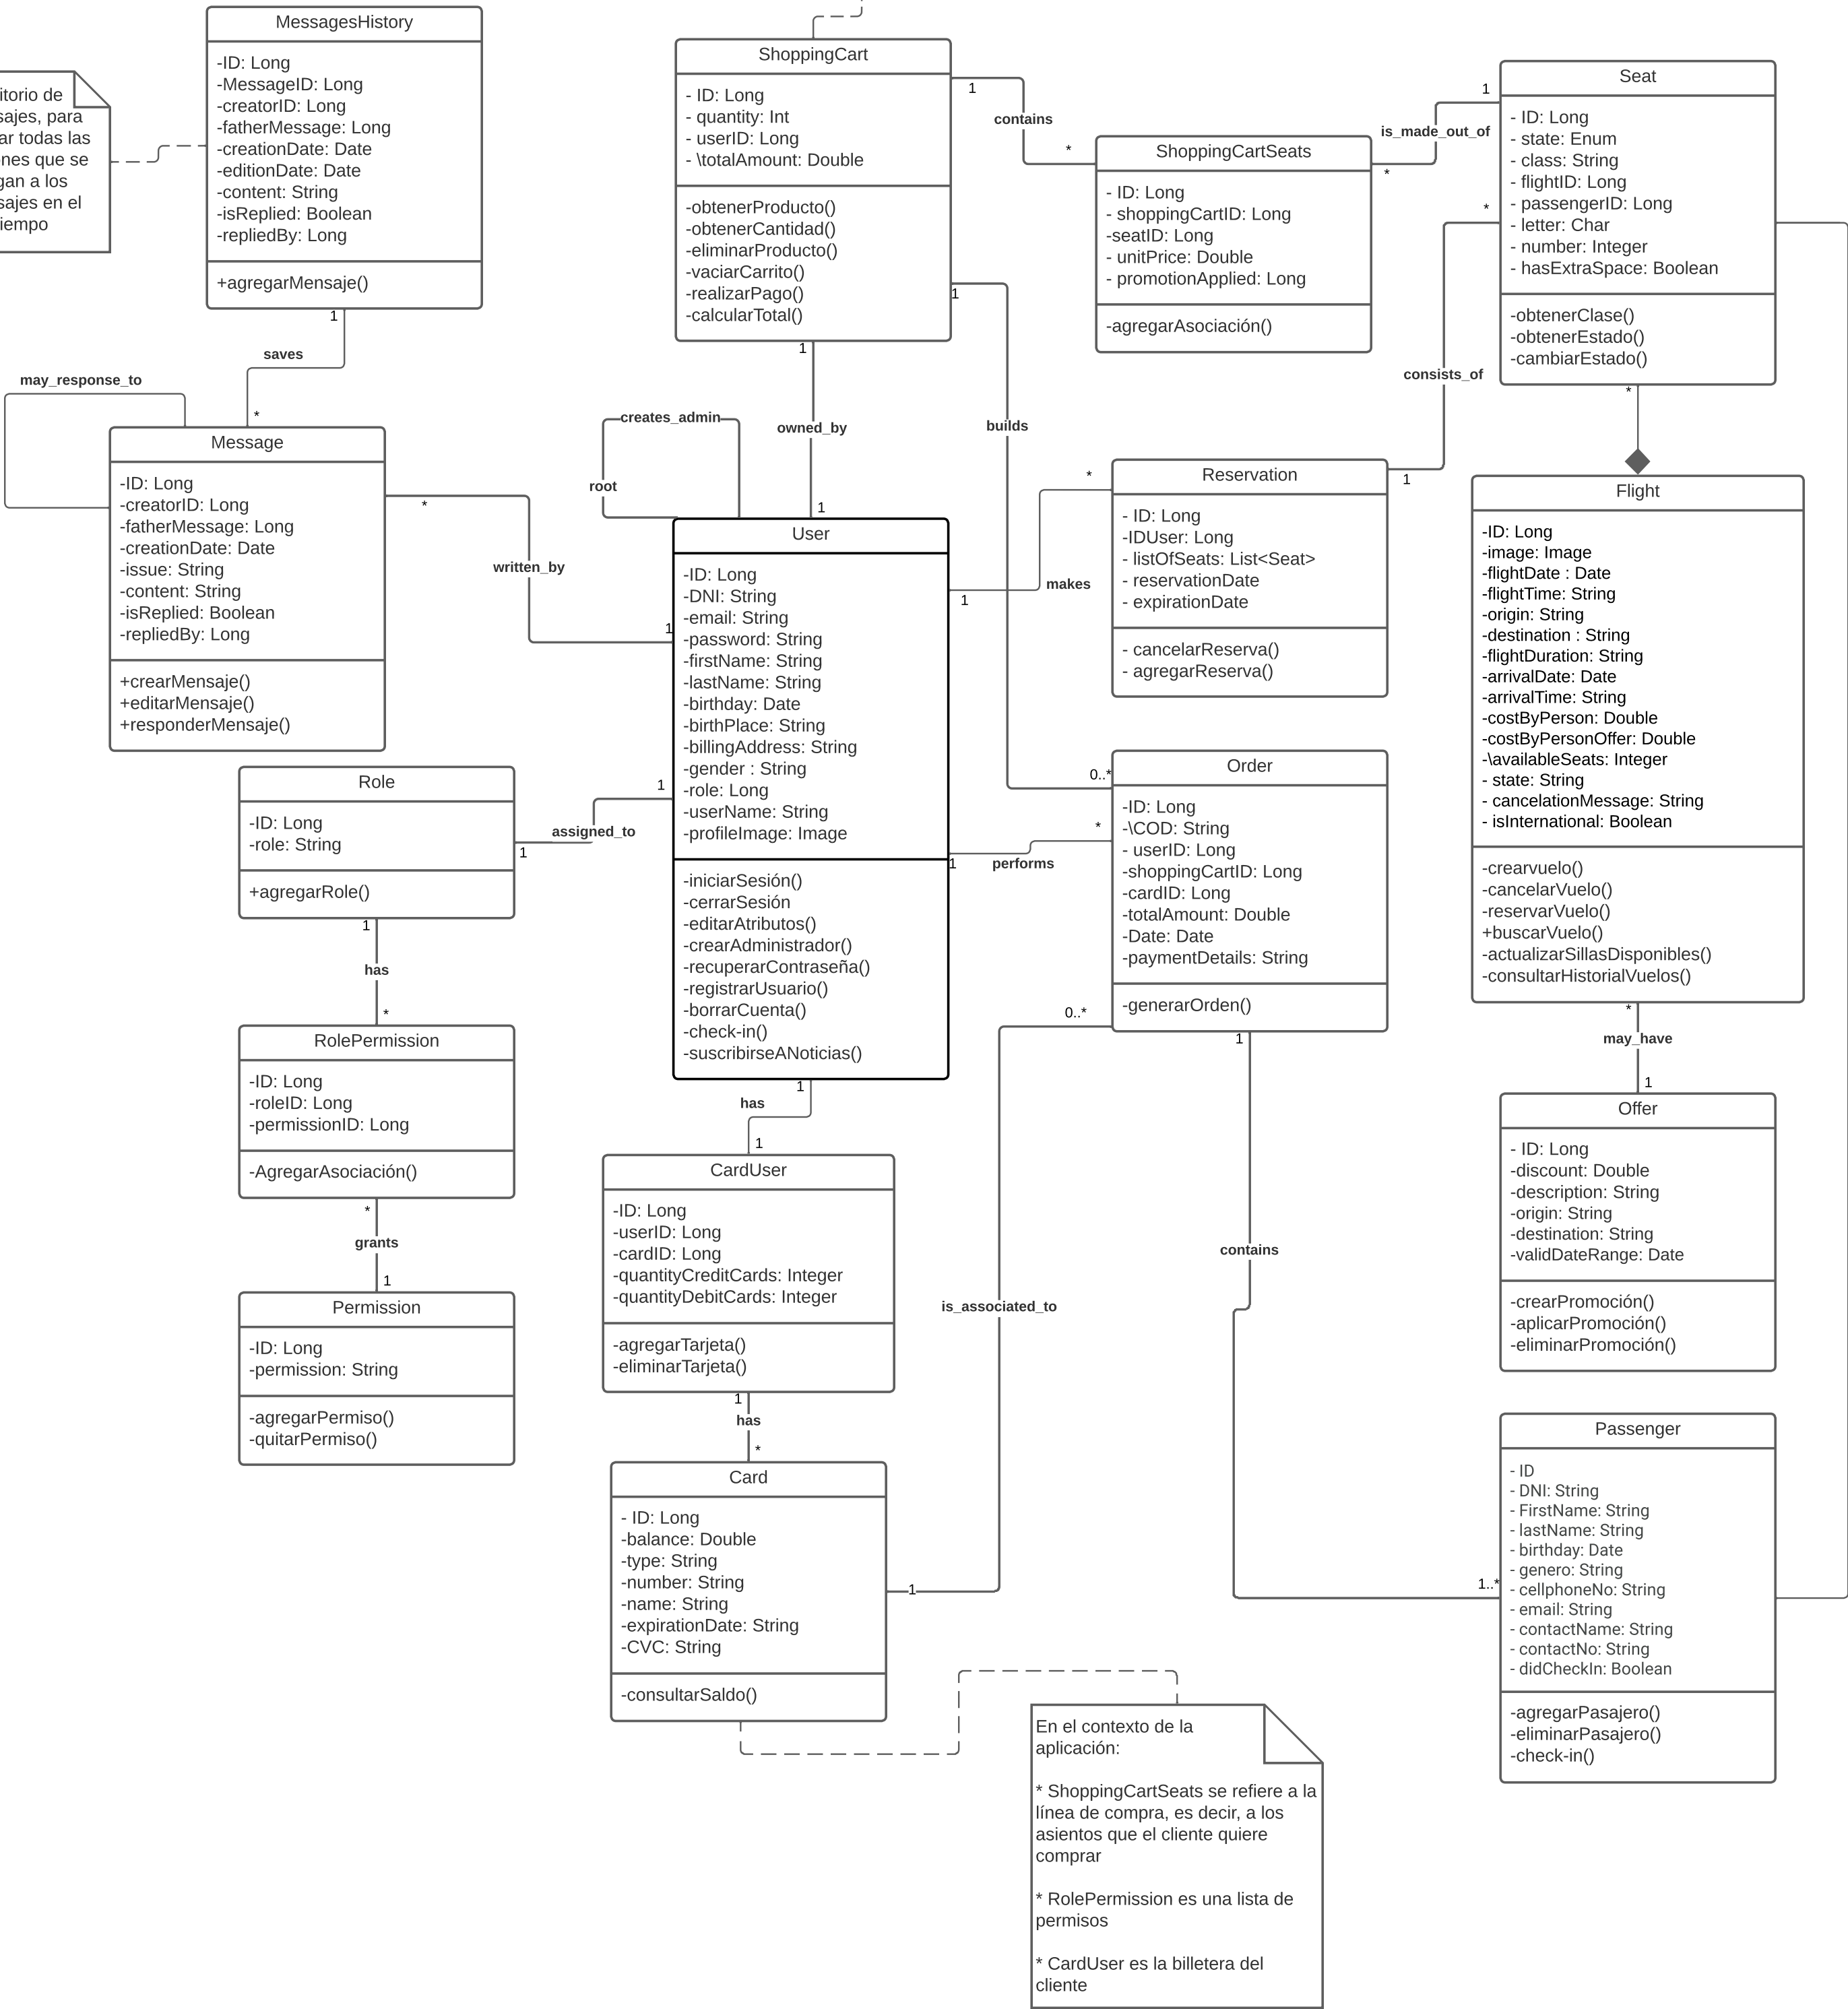 MessagesHistory
-ID: Long
-MessageID: Long
-creatorID: Long
-fatherMessage: Long
-creationDate: Date
-editionDate: Date
-content: String
-isReplied: Boolean
-repliedBy: Long
+agregarMensaje()
itorio de
sajes, para
ar todas las
ones que se
gan a los
sajes en el
iempo
1
saves
*
may_response_to
Message
-ID: Long
-creatorID: Long
-fatherMessage: Long
-creationDate: Date
-issue: String
-content: String
-isReplied: Boolean
-repliedBy: Long
+crearMensaje()
+editarMensaje()
+responderMensaje()
*
written_by
1
ShoppingCart
- ID: Long
- quantity: Int
- userID: Long
- \totalAmount: Double
-obtenerProducto()
-obtenerCantidad()
-eliminarProducto()
-vaciarCarrito()
-realizarPago()
-calcularTotal()
1
contains
*
1
builds
0..*
1
owned_by
1
creates_admin
root
ShoppingCartSeats
- ID: Long
- shoppingCartID: Long
-seatID: Long
- unitPrice: Double
- promotionApplied: Long
-agregarAsociación()
1
is_made_out_of
*
Seat
- ID: Long
- state: Enum
- class: String
- flightID: Long
- passengerID: Long
- letter: Char
- number: Integer
- hasExtraSpace: Boolean
-obtenerClase()
-obtenerEstado()
-cambiarEstado()
*
consists_of
1
*
User
-ID: Long
-DNI: String
-email: String
-password: String
-firstName: String
-lastName: String
-birthday: Date
-birthPlace: String
-billingAddress: String
-gender : String
-role: Long
-userName: String
-profileImage: Image
-iniciarSesión()
-cerrarSesión
-editarAtributos()
-crearAdministrador()
-recuperarContraseña()
-registrarUsuario()
-borrarCuenta()
-check-in()
-suscribirseANoticias()
*
makes
1
Reservation
- ID: Long
-IDUser: Long
- listOfSeats: List<Seat>
- reservationDate
- expirationDate
- cancelarReserva()
- agregarReserva()
Flight
-ID: Long
-image: Image
-flightDate : Date
-flightTime: String
-origin: String
-destination : String
-flightDuration: String
-arrivalDate: Date
-arrivalTime: String
-costByPerson: Double
-costByPersonOffer: Double
-\availableSeats: Integer
- state: String
- cancelationMessage: String
- isInternational: Boolean
-crearvuelo()
-cancelarVuelo()
-reservarVuelo()
+buscarVuelo()
-actualizarSillasDisponibles()
-consultarHistorialVuelos()
Order
-ID: Long
-\COD: String
- userID: Long
-shoppingCartID: Long
-cardID: Long
-totalAmount: Double
-Date: Date
-paymentDetails: String
-generarOrden()
*
performs
1
0..*
is_associated_to
1
1
contains
1..*
Role
-ID: Long
-role: String
+agregarRole()
1
assigned_to
1
1
has
*
RolePermission
-ID: Long
-roleID: Long
-permissionID: Long
-AgregarAsociación()
*
grants
1
Permission
-ID: Long
-permission: String
-agregarPermiso()
-quitarPermiso()
1
has
1
CardUser
-ID: Long
-userID: Long
-cardID: Long
-quantityCreditCards: Integer
-quantityDebitCards: Integer
-agregarTarjeta()
-eliminarTarjeta()
1
has
*
Card
- ID: Long
-balance: Double
-type: String
-number: String
-name: String
-expirationDate: String
-CVC: String
-consultarSaldo()
*
may_have
1
Offer
- ID: Long
-discount: Double
-description: String
-origin: String
-destination: String
-validDateRange: Date
-crearPromoción()
-aplicarPromoción()
-eliminarPromoción()
Passenger
- ID
- DNI: String
- FirstName: String
- lastName: String
- birthday: Date
- genero: String
- cellphoneNo: String
- email: String
- contactName: String
- contactNo: String
- didCheckIn: Boolean
-agregarPasajero()
-eliminarPasajero()
-check-in()
En el contexto de la
aplicación:
* ShoppingCartSeats se refiere a la
línea de compra, es decir, a los
asientos que el cliente quiere
comprar
* RolePermission es una lista de
permisos
* CardUser es la billetera del
cliente